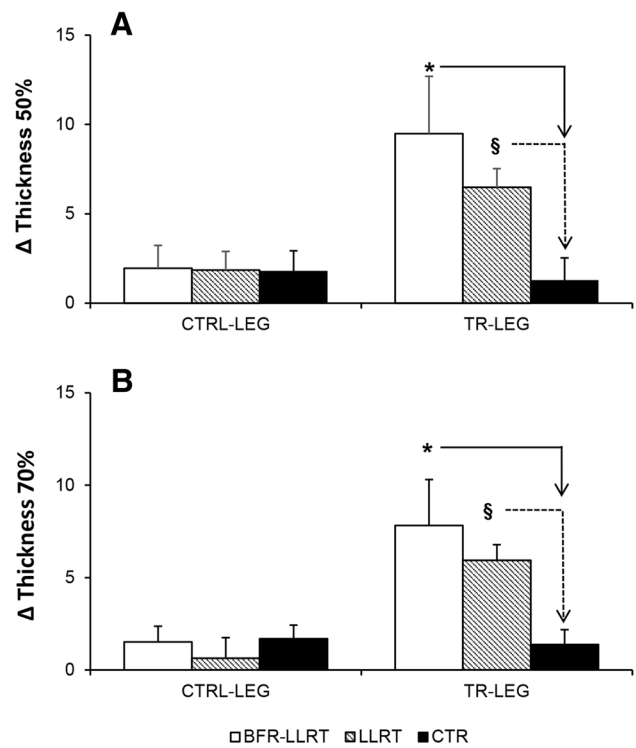 A
Δ Thickness 50%
15
10
5
0
*
§
CTRL-LEG TR-LEG
B
Δ Thickness 70%
15
10
5
0
*
§
CTRL-LEG TR-LEG
BFR-LLRT LLRT CTR